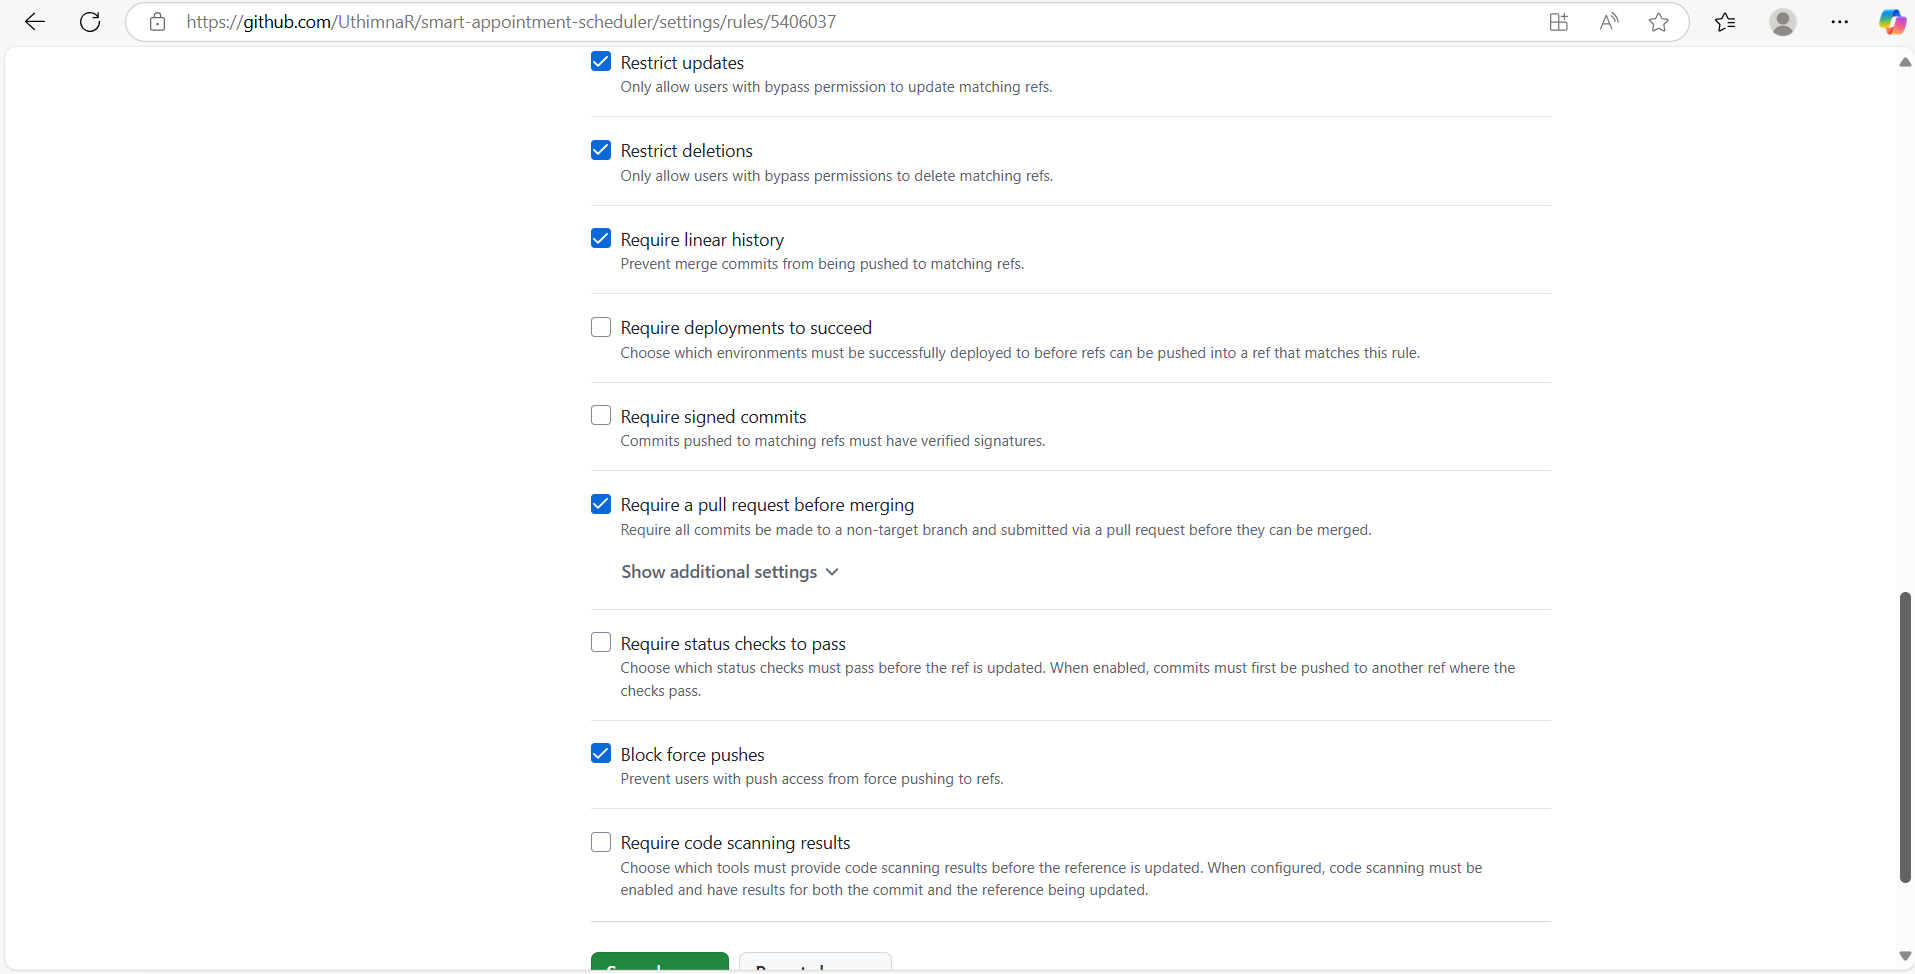 https://github.com/UthimnaR/smart-appointment-scheduler/settings/rules/5406037
Restrict updates
Only allow users with bypass permission to update matching refs.
Restrict deletions
Only allow users with bypass permissions to delete matching refs.
Require linear history
Prevent merge commits from being pushed to matching refs.
Require deployments to succeed
Choose which environments must be successfully deployed to before refs can be pushed into a ref that matches this rule.
Require signed commits
Commits pushed to matching refs must have verified signatures.
Require a pull request before merging
Require all commits be made to a non-target branch and submitted via a pull request before they can be merged.
Show additional settings
Require status checks to pass
Choose which status checks must pass before the ref is updated. When enabled, commits must first be pushed to another ref where the
checks pass.
Block force pushes
Prevent users with push access from force pushing to refs.
Require code scanning results
Choose which tools must provide code scanning results before the reference is updated. When configured, code scanning must be
enabled and have results for both the commit and the reference being updated.